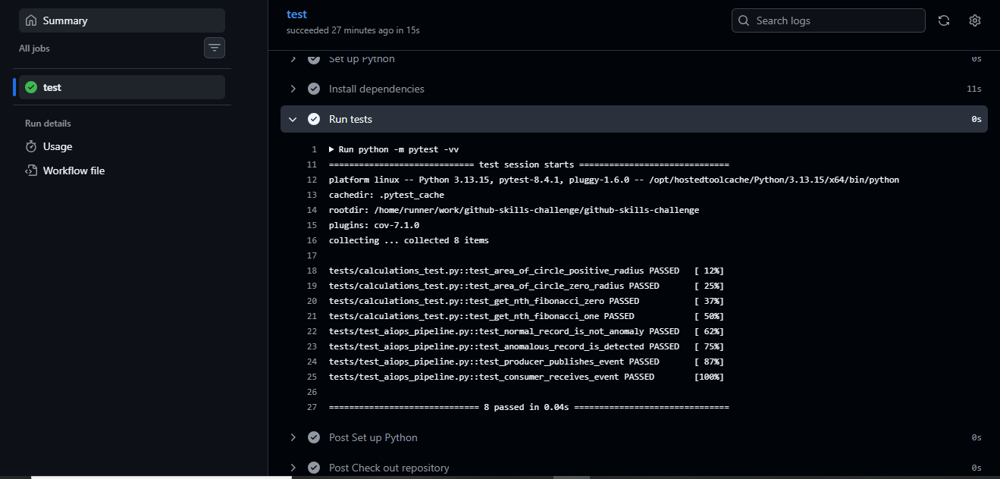 Summary
All jobs
test
Run details
Usage
Workflow file
test
succeeded 27 minutes ago in 15s
Search logs
Set up Python 0s
Install dependencies 11s
Run tests 0s
1 Run python -m pytest -vv
11 ============================= test session starts ==============================
12 platform linux -- Python 3.13.15, pytest-8.4.1, pluggy-1.6.0 -- /opt/hostedtoolcache/Python/3.13.15/x64/bin/python
13 cachedir: .pytest_cache
14 rootdir: /home/runner/work/github-skills-challenge/github-skills-challenge
15 plugins: cov-7.1.0
16 collecting ... collected 8 items
17
18 tests/calculations_test.py::test_area_of_circle_positive_radius PASSED [ 12%]
19 tests/calculations_test.py::test_area_of_circle_zero_radius PASSED [ 25%]
20 tests/calculations_test.py::test_get_nth_fibonacci_zero PASSED [ 37%]
21 tests/calculations_test.py::test_get_nth_fibonacci_one PASSED [ 50%]
22 tests/test_aiops_pipeline.py::test_normal_record_is_not_anomaly PASSED [ 62%]
23 tests/test_aiops_pipeline.py::test_anomalous_record_is_detected PASSED [ 75%]
24 tests/test_aiops_pipeline.py::test_producer_publishes_event PASSED [ 87%]
25 tests/test_aiops_pipeline.py::test_consumer_receives_event PASSED [100%]
26
27 ============================== 8 passed in 0.04s ===============================
Post Set up Python 0s
Post Check out repository 0s